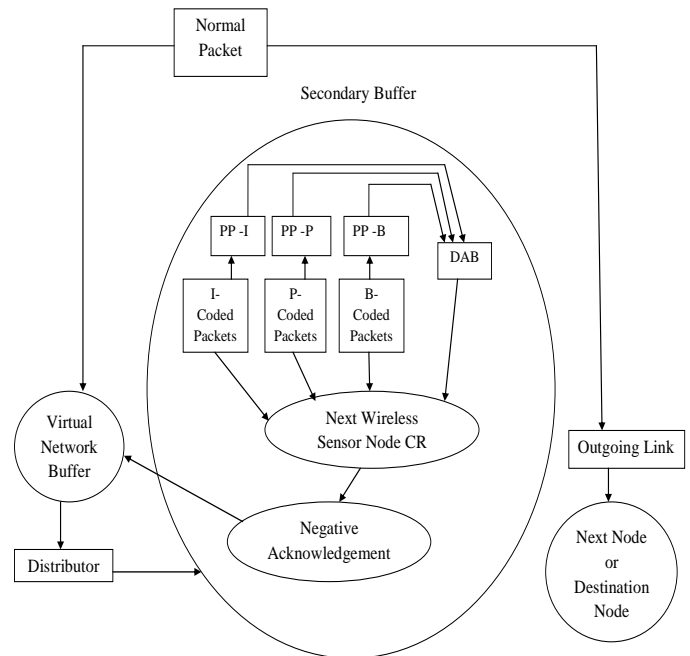 Normal
Packet
Secondary Buffer
PP -I
PP -P
PP -B
DAB
I-
Coded
Packets
P-
Coded
Packets
B-
Coded
Packets
Next Wireless
Sensor Node CR
Virtual
Network
Buffer
Outgoing Link
Negative
Acknowledgement
Next Node
or
Destination
Node
Distributor